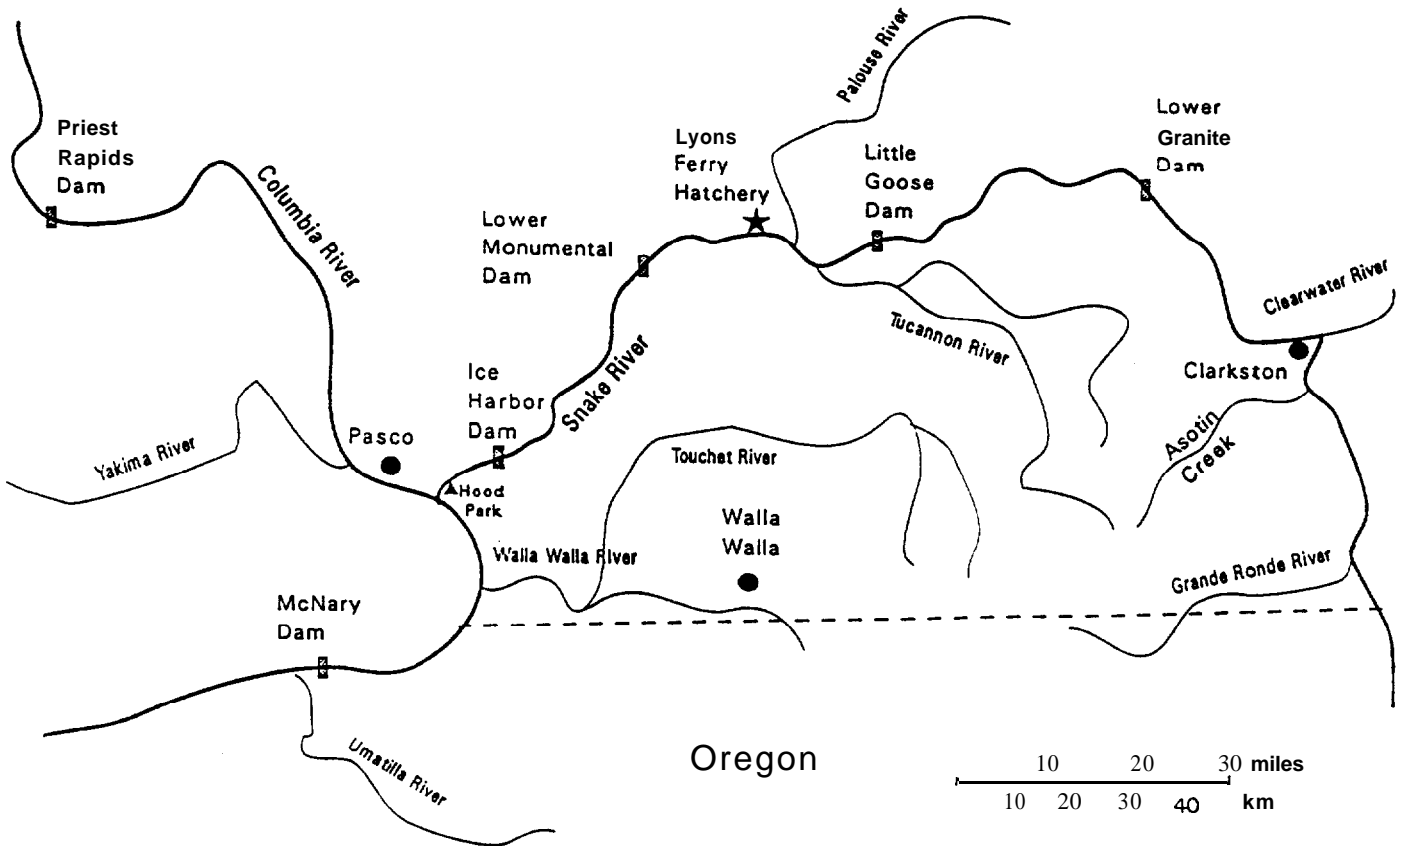 Palouse River
Priest
Rapids
Dam
Columbia River
Lyons
Ferry
Hatchery
Little
Goose
Dam
Lower
Granite
Dam
Lower
Monumental
Dam
Clearwater River
Tucannon River
Snake River
Clarkston
Ice
Harbor
Dam
Pasco
Yakima River
Asotin
Creek
Touchet River
Hood
Park
Walla
Walla
Walla Walla River
Grande Ronde River
McNary
Dam
Umatilla River
Oregon
10 20 30 miles
10 20 30 40 km